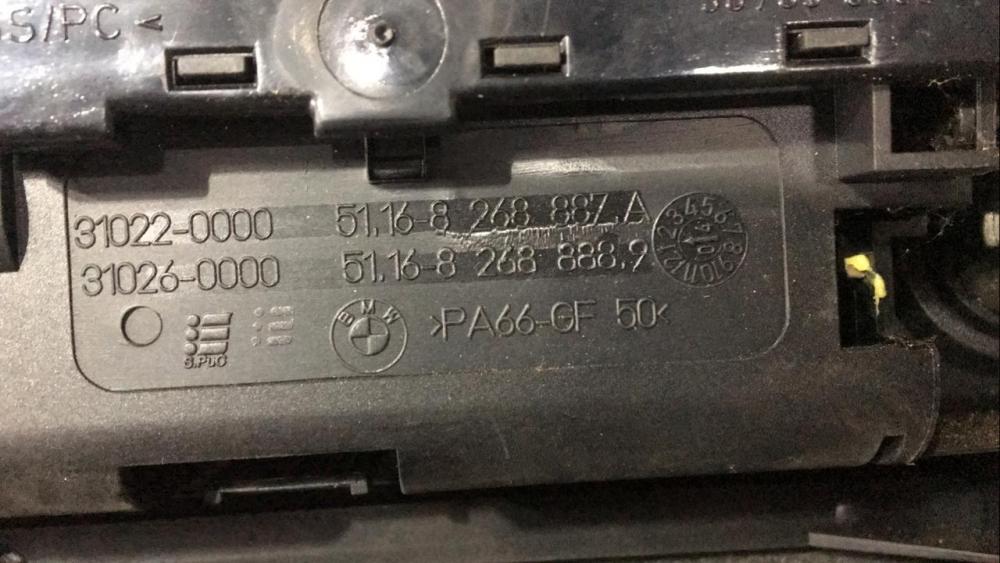 S/PC <
31022-0000 51.16-8 268 887.A
31026-0000 51.16-8 268 888.9
BMW >PA66-GF 50<